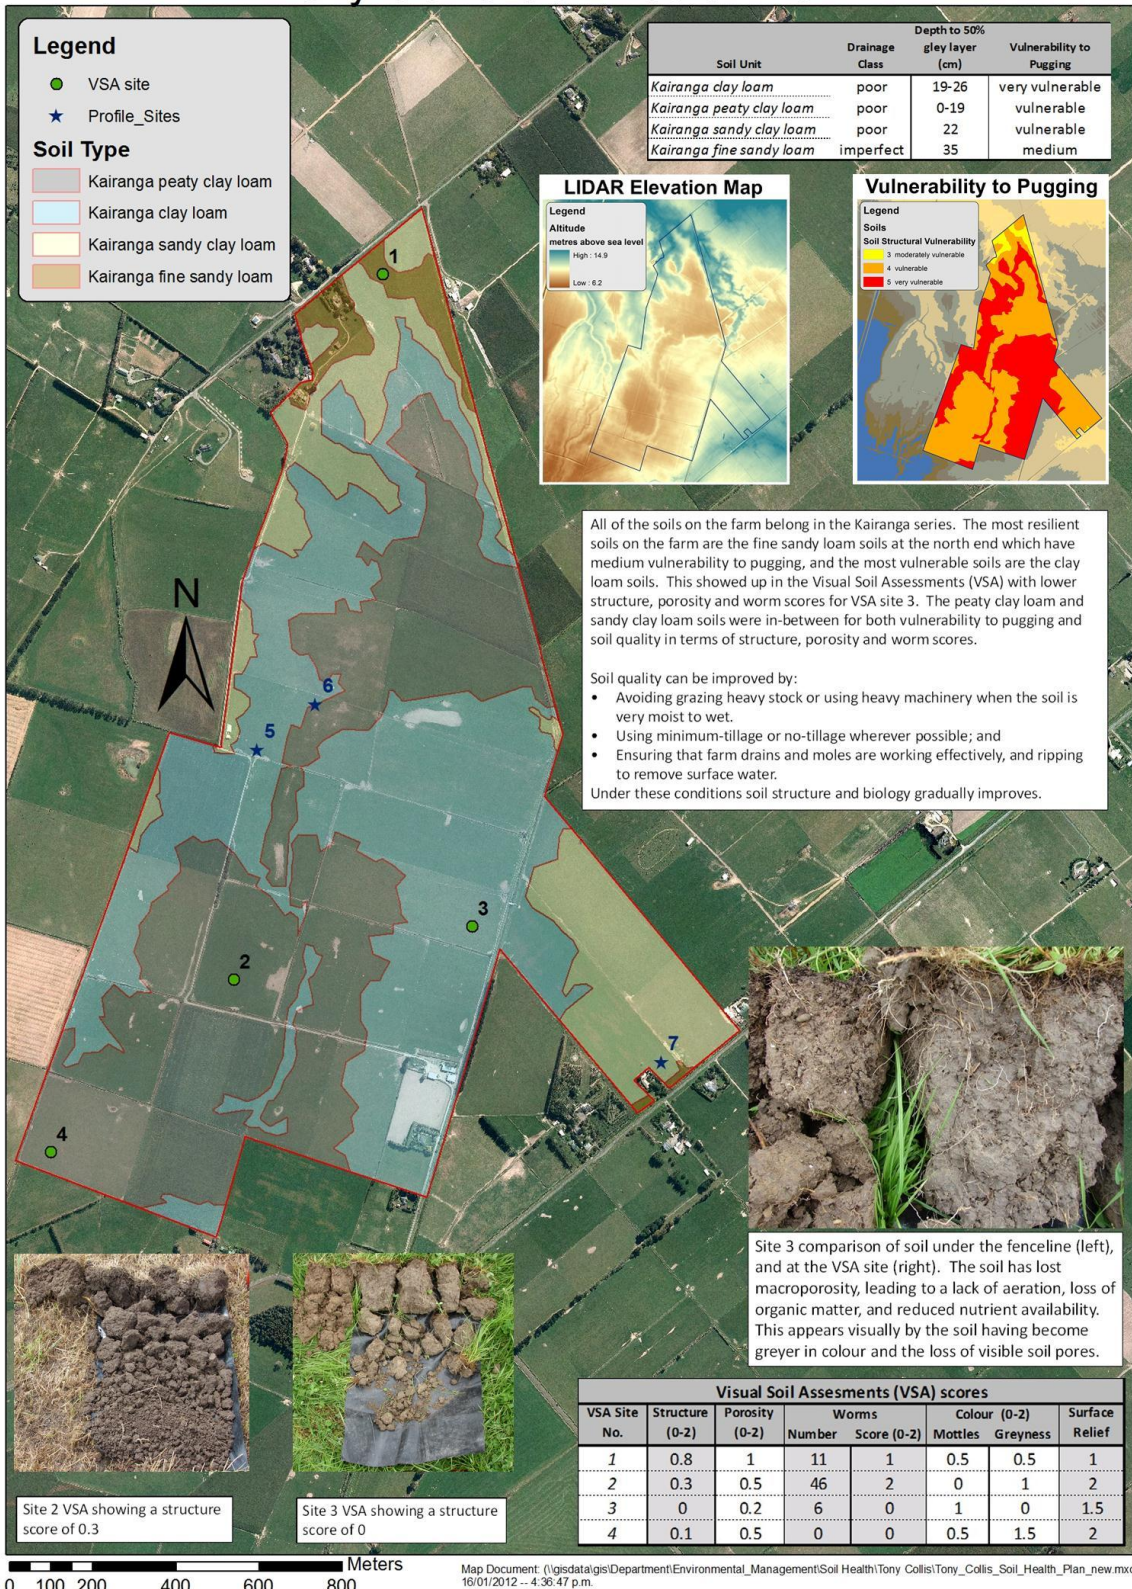 Legend
VSA site
Profile_Sites
Soil Type
Kairanga peaty clay loam
Kairanga clay loam
Kairanga sandy clay loam
Kairanga fine sandy loam
Soil Unit Drainage Class Depth to 50% gley layer (cm) Vulnerability to Pugging
Kairanga clay loam poor 19-26 very vulnerable
Kairanga peaty clay loam poor 0-19 vulnerable
Kairanga sandy clay loam poor 22 vulnerable
Kairanga fine sandy loam imperfect 35 medium
LIDAR Elevation Map
Legend
Altitude
metres above sea level
High : 14.9
Low : 6.2
Vulnerability to Pugging
Legend
Soils
Soil Structural Vulnerability
3 moderately vulnerable
4 vulnerable
5 very vulnerable
1
N
6
5
3
2
7
4
All of the soils on the farm belong in the Kairanga series. The most resilient
soils on the farm are the fine sandy loam soils at the north end which have
medium vulnerability to pugging, and the most vulnerable soils are the clay
loam soils. This showed up in the Visual Soil Assessments (VSA) with lower
structure, porosity and worm scores for VSA site 3. The peaty clay loam and
sandy clay loam soils were in-between for both vulnerability to pugging and
soil quality in terms of structure, porosity and worm scores.
Soil quality can be improved by:
• Avoiding grazing heavy stock or using heavy machinery when the soil is
very moist to wet.
• Using minimum-tillage or no-tillage wherever possible; and
• Ensuring that farm drains and moles are working effectively, and ripping
to remove surface water.
Under these conditions soil structure and biology gradually improves.
Site 3 comparison of soil under the fenceline (left),
and at the VSA site (right). The soil has lost
macroporosity, leading to a lack of aeration, loss of
organic matter, and reduced nutrient availability.
This appears visually by the soil having become
greyer in colour and the loss of visible soil pores.
Site 2 VSA showing a structure
score of 0.3
Site 3 VSA showing a structure
score of 0
Visual Soil Assesments (VSA) scores
VSA Site Structure Porosity Worms Colour (0-2) Surface
No. (0-2) (0-2) Number Score (0-2) Mottles Greyness Relief
1 0.8 1 11 1 0.5 0.5 1
2 0.3 0.5 46 2 0 1 2
3 0 0.2 6 0 1 0 1.5
4 0.1 0.5 0 0 0.5 1.5 2
Meters
0 100 200 400 600 800
Map Document: (\\gisdata\gis\Department\Environmental_Management\Soil Health\Tony Collis\Tony_Collis_Soil_Health_Plan_new.mxd
16/01/2012 -- 4:36:47 p.m.